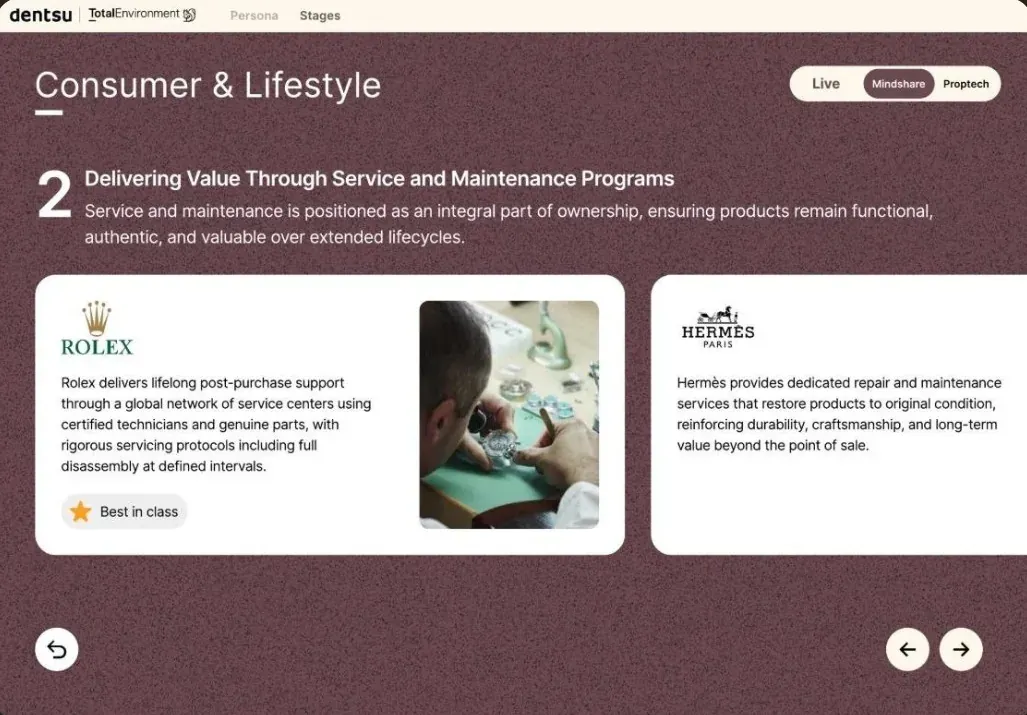 dentsu
TotalEnvironment
Persona
Stages
Consumer & Lifestyle
Live
Mindshare
Proptech
2
Delivering Value Through Service and Maintenance Programs
Service and maintenance is positioned as an integral part of ownership, ensuring products remain functional,
authentic, and valuable over extended lifecycles.
ROLEX
Rolex delivers lifelong post-purchase support
through a global network of service centers using
certified technicians and genuine parts, with
rigorous servicing protocols including full
disassembly at defined intervals.
Best in class
HERMÈS
PARIS
Hermès provides dedicated repair and maintenance
services that restore products to original condition,
reinforcing durability, craftsmanship, and long-term
value beyond the point of sale.